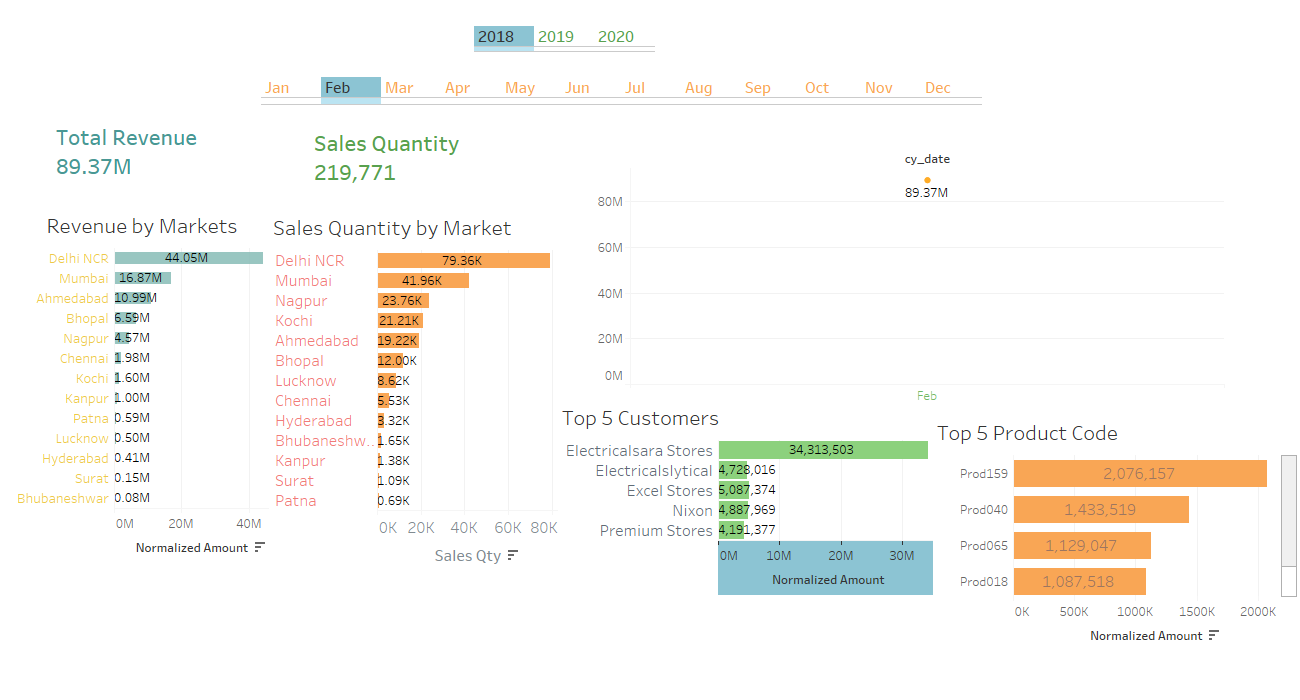 2018 2019 2020
Jan Feb Mar Apr May Jun Jul Aug Sep Oct Nov Dec
Total Revenue
89.37M
Sales Quantity
219,771
cy_date
89.37M
80M
60M
40M
20M
0M
Feb
Revenue by Markets
Delhi NCR 44.05M
Mumbai 16.87M
Ahmedabad 10.99M
Bhopal 6.59M
Nagpur 4.57M
Chennai 1.98M
Kochi 1.60M
Kanpur 1.00M
Patna 0.59M
Lucknow 0.50M
Hyderabad 0.41M
Surat 0.15M
Bhubaneshwar 0.08M
0M 20M 40M
Normalized Amount
Sales Quantity by Market
Delhi NCR 79.36K
Mumbai 41.96K
Nagpur 23.76K
Kochi 21.21K
Ahmedabad 19.22K
Bhopal 12.00K
Lucknow 8.62K
Chennai 5.53K
Hyderabad 3.32K
Bhubaneshw.. 1.65K
Kanpur 1.38K
Surat 1.09K
Patna 0.69K
0K 20K 40K 60K 80K
Sales Qty
Top 5 Customers
Electricalsara Stores 34,313,503
Electricalslytical 4,728,016
Excel Stores 5,087,374
Nixon 4,887,969
Premium Stores 4,191,377
0M 10M 20M 30M
Normalized Amount
Top 5 Product Code
Prod159 2,076,157
Prod040 1,433,519
Prod065 1,129,047
Prod018 1,087,518
0K 500K 1000K 1500K 2000K
Normalized Amount